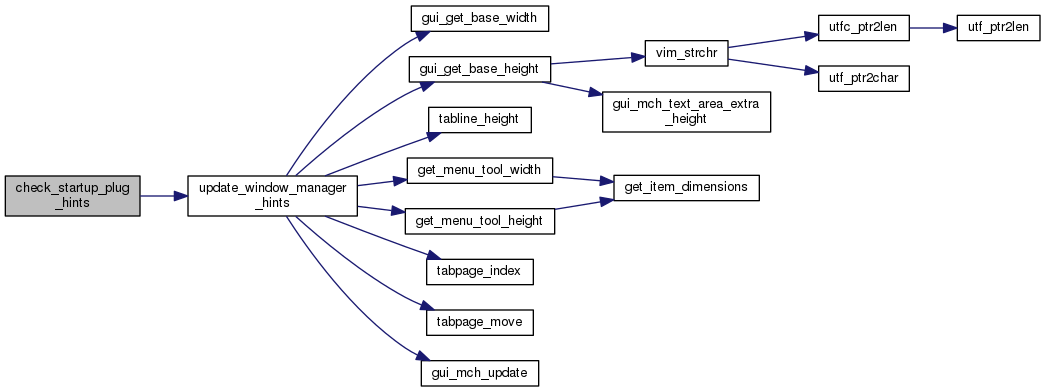 check_startup_plug
_hints
update_window_manager
_hints
gui_get_base_width
gui_get_base_height
tabline_height
get_menu_tool_width
get_menu_tool_height
tabpage_index
tabpage_move
gui_mch_update
vim_strchr
gui_mch_text_area_extra
_height
get_item_dimensions
utfc_ptr2len
utf_ptr2char
utf_ptr2len